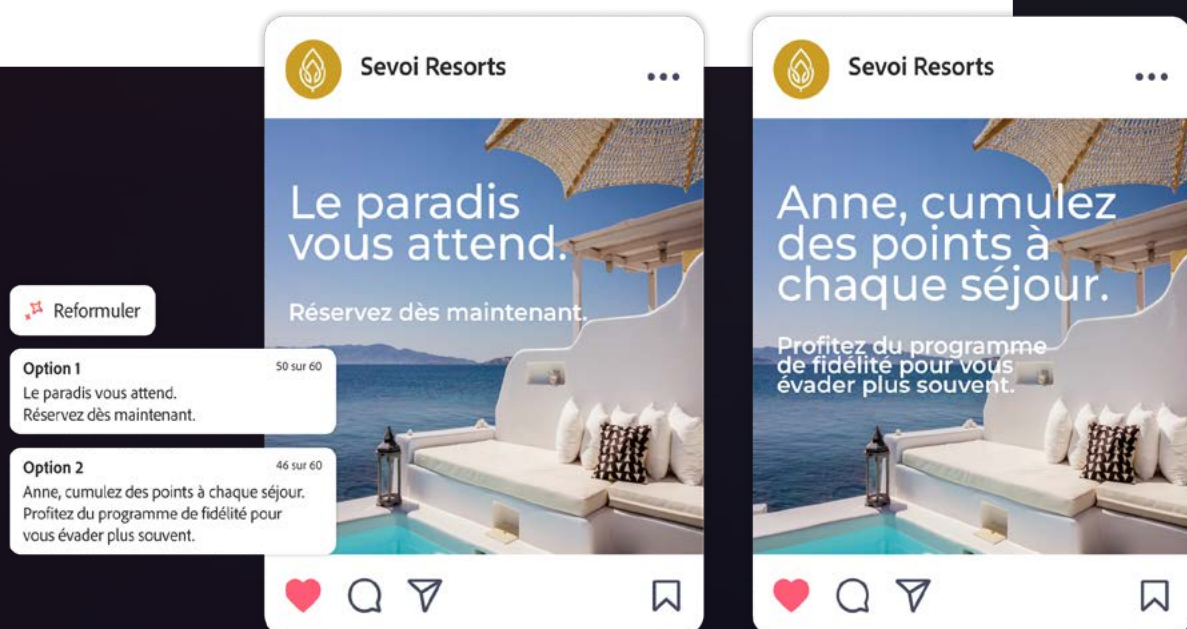 Sevoi Resorts
Le paradis
vous attend.
Réservez dès maintenant.
Sevoi Resorts
Anne, cumulez
des points à
chaque séjour.
Profitez du programme
de fidélité pour vous
évader plus souvent.
Reformuler
Option 1
50 sur 60
Le paradis vous attend.
Réservez dès maintenant.
Option 2
46 sur 60
Anne, cumulez des points à chaque séjour.
Profitez du programme de fidélité pour
vous évader plus souvent.